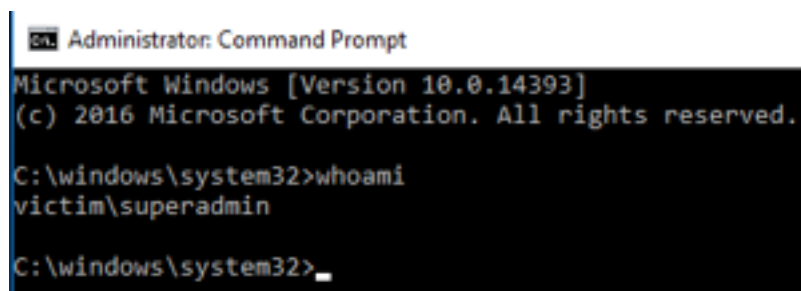 Administrator: Command Prompt
Microsoft Windows [Version 10.0.14393]
(c) 2016 Microsoft Corporation. All rights reserved.
C:\windows\system32>whoami
victim\superadmin
C:\windows\system32>